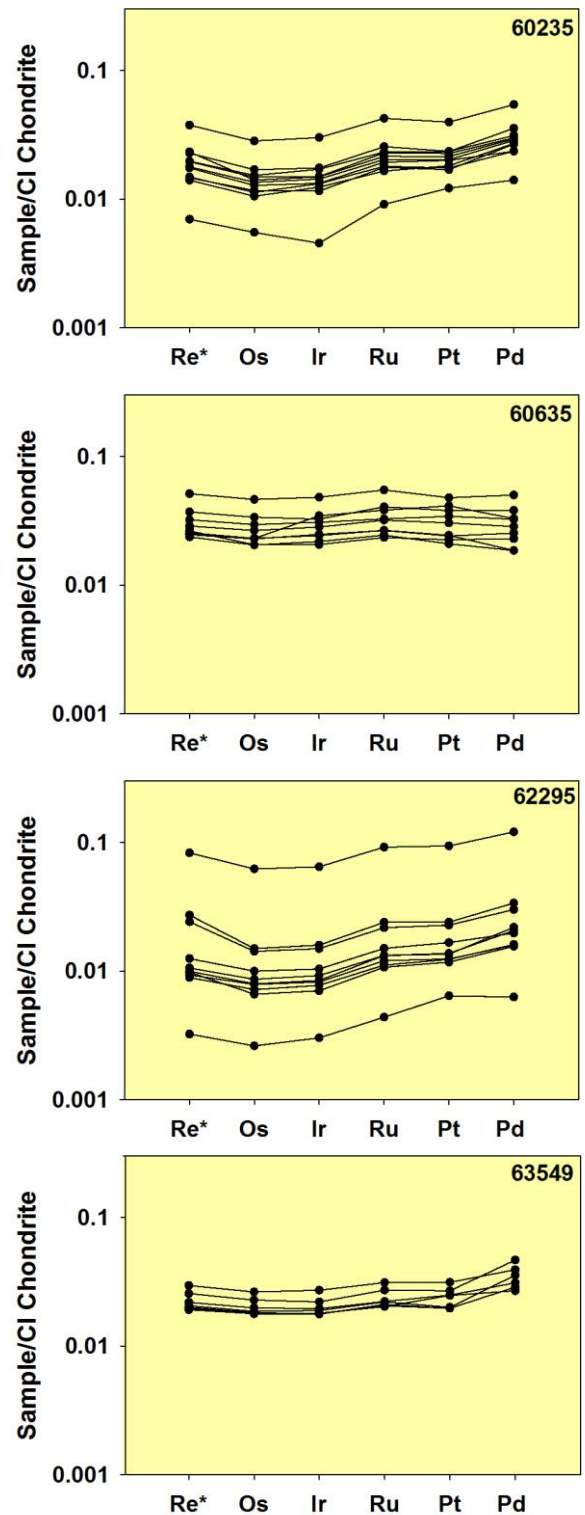 60235
Sample/CI Chondrite
0.1
0.01
0.001
Re* Os Ir Ru Pt Pd
60635
Sample/CI Chondrite
0.1
0.01
0.001
Re* Os Ir Ru Pt Pd
62295
Sample/CI Chondrite
0.1
0.01
0.001
Re* Os Ir Ru Pt Pd
63549
Sample/CI Chondrite
0.1
0.01
0.001
Re* Os Ir Ru Pt Pd